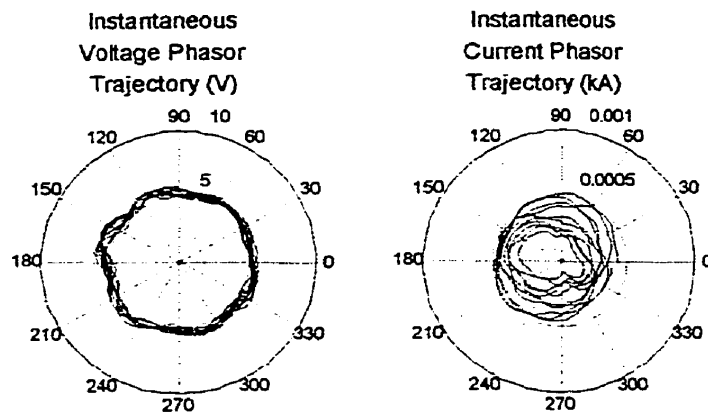 Instantaneous
Voltage Phasor
Trajectory (V)
90 10
120 60
5
150 30
180 0
210 330
240 300
270
Instantaneous
Current Phasor
Trajectory (kA)
90 0.001
120 60
0.0005
150 30
180 0
210 330
240 300
270